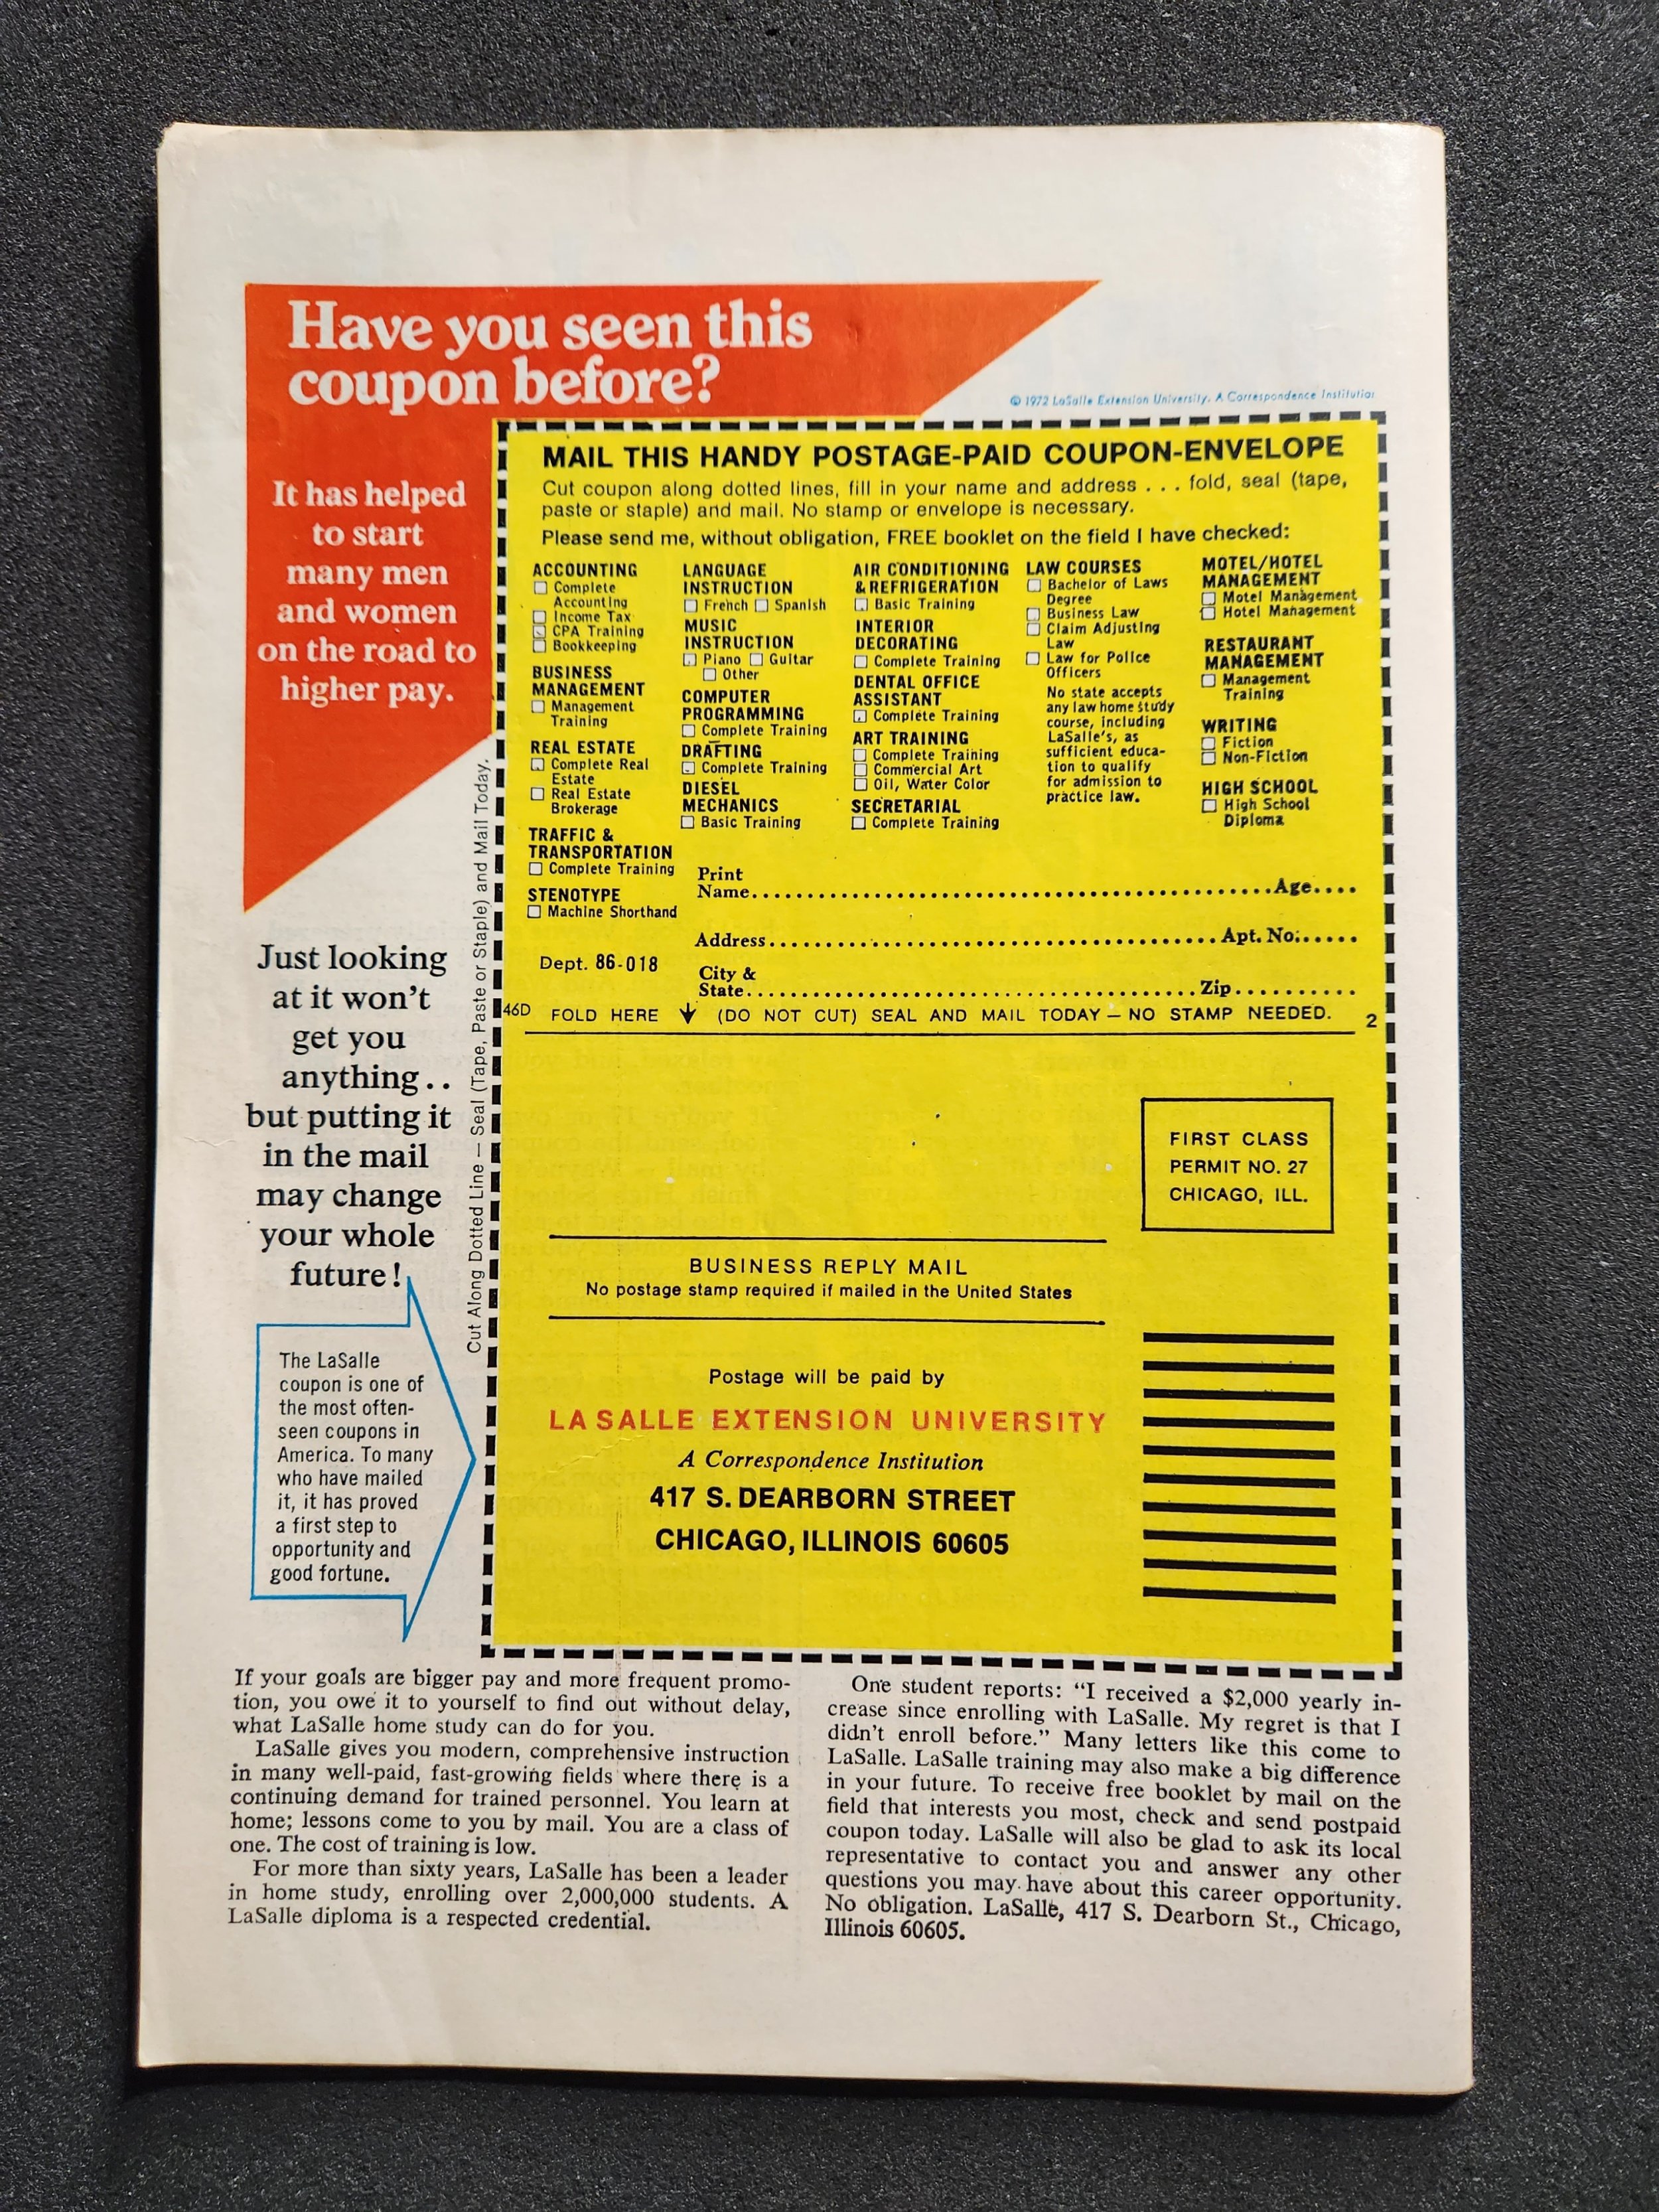 Have you seen this
coupon before?
It has helped
to start
many men
and women
on the road to
higher pay.
Just looking
at it won't
get you
anything..
but putting it
in the mail
may change
your whole
future!
The LaSalle
coupon is one of
the most often-
seen coupons in
America. To many
who have mailed
it, it has proved
a first step to
opportunity and
good fortune.
Cut Along Dotted Line — Seal (Tape, Paste or Staple) and Mail Today.
© 1972 LaSalle Extension University. A Correspondence Institution
MAIL THIS HANDY POSTAGE-PAID COUPON-ENVELOPE
Cut coupon along dotted lines, fill in your name and address . . . fold, seal (tape,
paste or staple) and mail. No stamp or envelope is necessary.
Please send me, without obligation, FREE booklet on the field I have checked:
ACCOUNTING
Complete
Accounting
Income Tax
CPA Training
Bookkeeping
BUSINESS
MANAGEMENT
Management
Training
REAL ESTATE
Complete Real
Estate
Real Estate
Brokerage
TRAFFIC &
TRANSPORTATION
Complete Training
STENOTYPE
Machine Shorthand
LANGUAGE
INSTRUCTION
French Spanish
MUSIC
INSTRUCTION
Piano Guitar
Other
COMPUTER
PROGRAMMING
Complete Training
DRAFTING
Complete Training
DIESEL
MECHANICS
Basic Training
AIR CONDITIONING
& REFRIGERATION
Basic Training
INTERIOR
DECORATING
Complete Training
DENTAL OFFICE
ASSISTANT
Complete Training
ART TRAINING
Complete Training
Commercial Art
Oil, Water Color
SECRETARIAL
Complete Training
LAW COURSES
Bachelor of Laws
Degree
Business Law
Claim Adjusting
Law
Law for Police
Officers
No state accepts
any law home study
course, including
LaSalle's, as
sufficient educa-
tion to qualify
for admission to
practice law.
MOTEL/HOTEL
MANAGEMENT
Motel Management
Hotel Management
RESTAURANT
MANAGEMENT
Management
Training
WRITING
Fiction
Non-Fiction
HIGH SCHOOL
High School
Diploma
Print
Name Age
Address Apt. No.
Dept. 86-018
City &
State Zip
46D FOLD HERE ↓ (DO NOT CUT) SEAL AND MAIL TODAY — NO STAMP NEEDED. 2
FIRST CLASS
PERMIT NO. 27
CHICAGO, ILL.
BUSINESS REPLY MAIL
No postage stamp required if mailed in the United States
Postage will be paid by
LA SALLE EXTENSION UNIVERSITY
A Correspondence Institution
417 S. DEARBORN STREET
CHICAGO, ILLINOIS 60605
If your goals are bigger pay and more frequent promo-
tion, you owe it to yourself to find out without delay,
what LaSalle home study can do for you.
LaSalle gives you modern, comprehensive instruction
in many well-paid, fast-growing fields where there is a
continuing demand for trained personnel. You learn at
home; lessons come to you by mail. You are a class of
one. The cost of training is low.
For more than sixty years, LaSalle has been a leader
in home study, enrolling over 2,000,000 students. A
LaSalle diploma is a respected credential.
One student reports: "I received a $2,000 yearly in-
crease since enrolling with LaSalle. My regret is that I
didn't enroll before." Many letters like this come to
LaSalle. LaSalle training may also make a big difference
in your future. To receive free booklet by mail on the
field that interests you most, check and send postpaid
coupon today. LaSalle will also be glad to ask its local
representative to contact you and answer any other
questions you may have about this career opportunity.
No obligation. LaSalle, 417 S. Dearborn St., Chicago,
Illinois 60605.